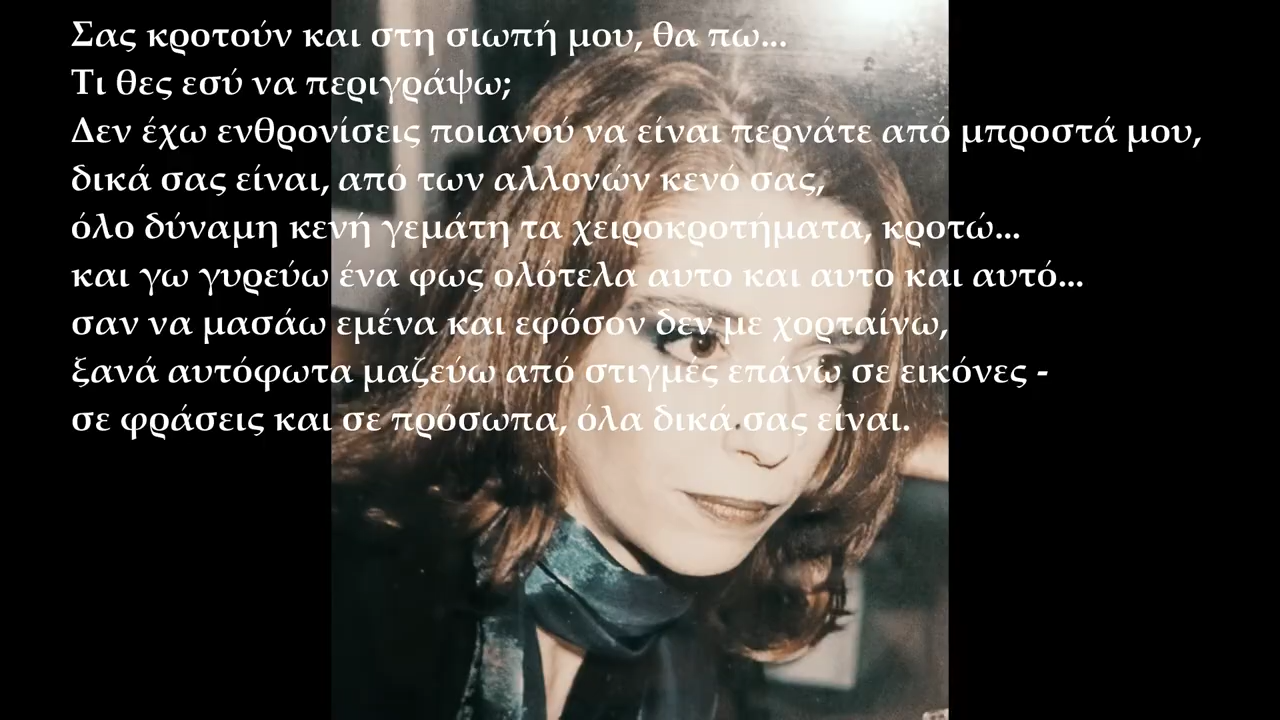 Σας κροτούν και στη σιωπή μου, θα πω...
Τι θες εσύ να περιγράψω;
Δεν έχω ενθρονίσεις ποιανού να είναι περνάτε από μπροστά μου,
δικά σας είναι, από των αλλονών κενό σας,
όλο δύναμη κενή γεμάτη τα χειροκροτήματα, κροτώ...
και γω γυρεύω ένα φως ολότελα αυτο και αυτο και αυτό...
σαν να μασάω εμένα και εφόσον δεν με χορταίνω,
ξανά αυτόφωτα μαζεύω από στιγμές επάνω σε εικόνες -
σε φράσεις και σε πρόσωπα, όλα δικά σας είναι.